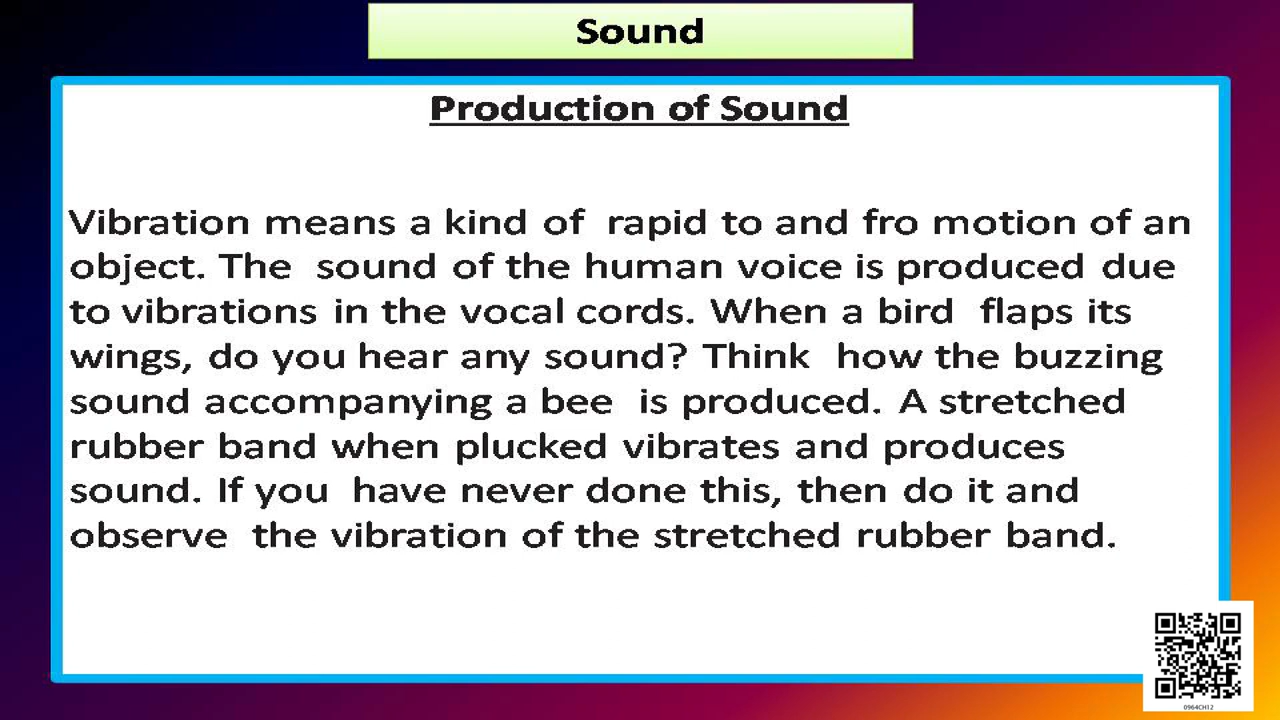 Sound
Production of Sound
Vibration means a kind of rapid to and fro motion of an
object. The sound of the human voice is produced due
to vibrations in the vocal cords. When a bird flaps its
wings, do you hear any sound? Think how the buzzing
sound accompanying a bee is produced. A stretched
rubber band when plucked vibrates and produces
sound. If you have never done this, then do it and
observe the vibration of the stretched rubber band.
0964CH12